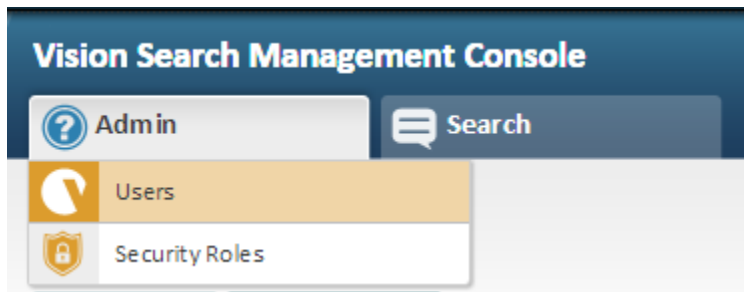 Vision Search Management Console
Admin
Search
Users
Security Roles